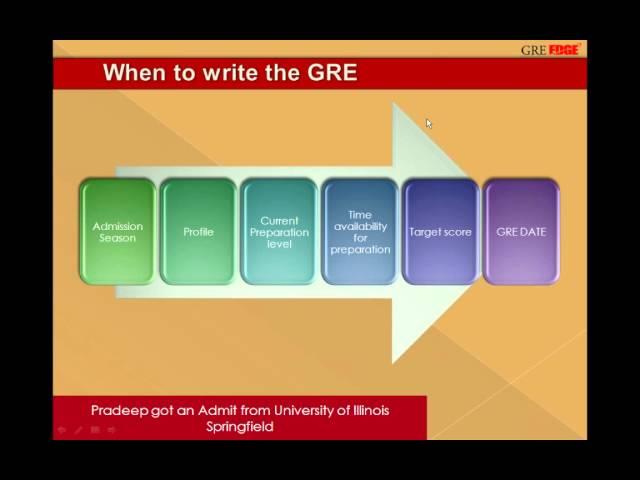 GRE EDGE
When to write the GRE
Admission
Season
Profile
Current
Preparation
level
Time
availability
for
preparation
Target score
GRE DATE
Pradeep got an Admit from University of Illinois
Springfield